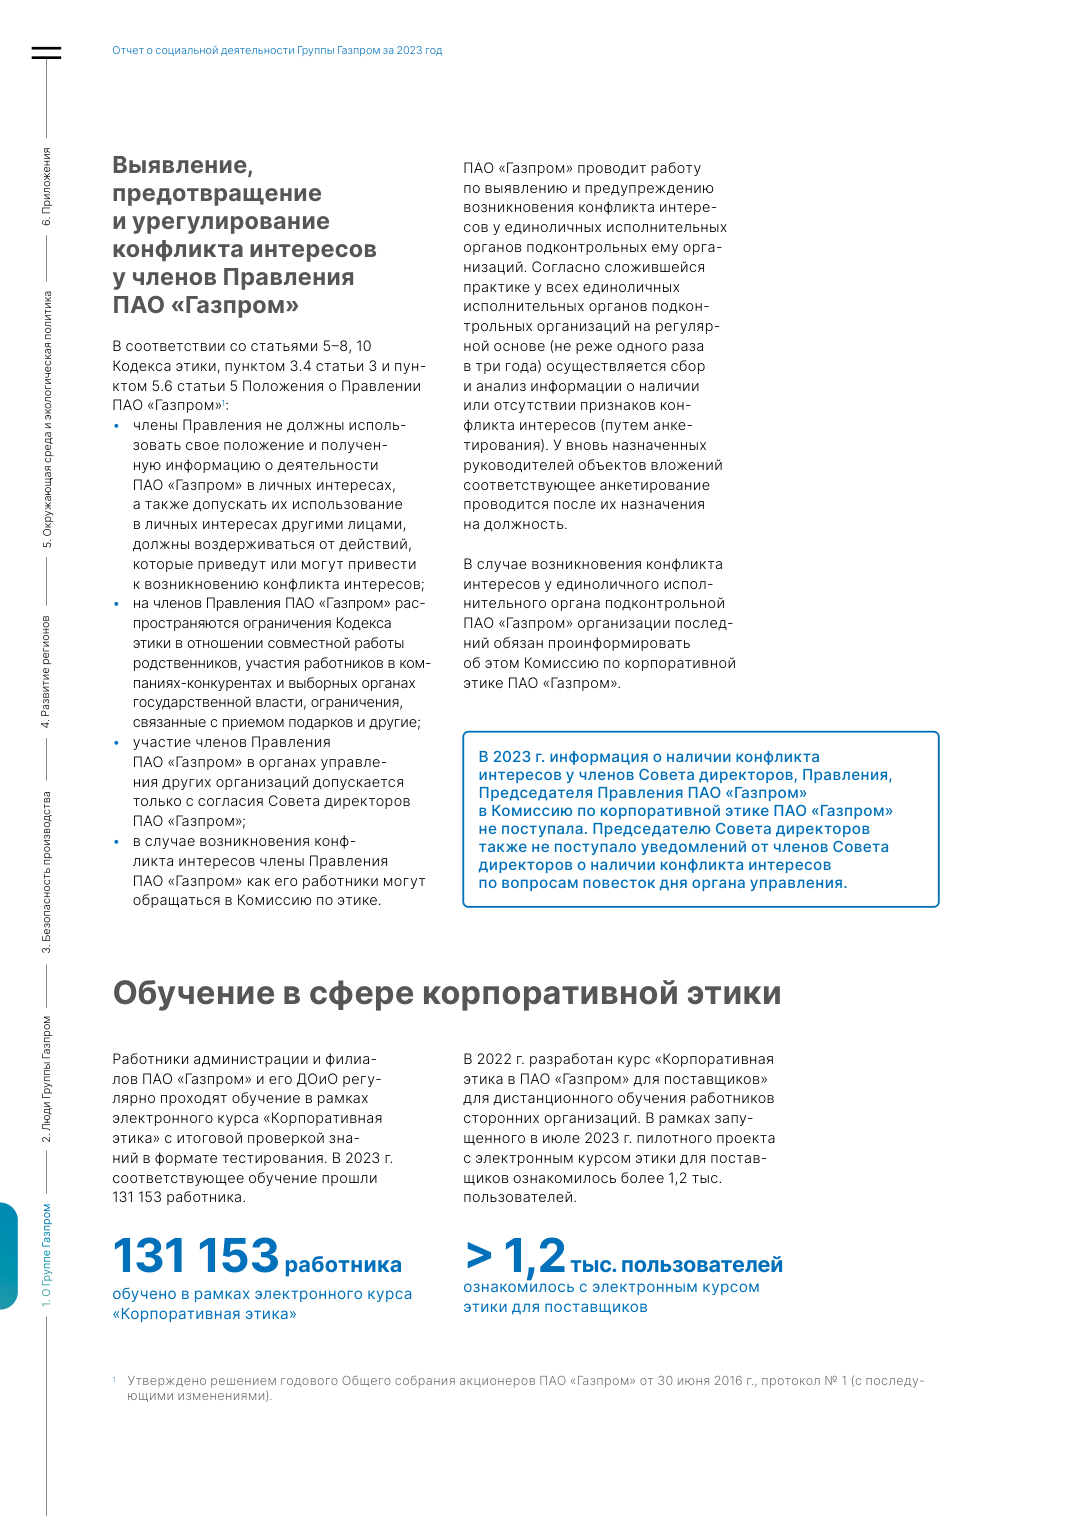 Отчет о социальной деятельности Группы Газпром за 2023 год
6. Приложения
5. Окружающая среда и экологическая политика
4. Развитие регионов
3. Безопасность производства
2. Люди Группы Газпром
1. О Группе Газпром
Выявление,
предотвращение
и урегулирование
конфликта интересов
у членов Правления
ПАО «Газпром»
В соответствии со статьями 5–8, 10
Кодекса этики, пунктом 3.4 статьи 3 и пун-
ктом 5.6 статьи 5 Положения о Правлении
ПАО «Газпром»¹:
• члены Правления не должны исполь-
зовать свое положение и получен-
ную информацию о деятельности
ПАО «Газпром» в личных интересах,
а также допускать их использование
в личных интересах другими лицами,
должны воздерживаться от действий,
которые приведут или могут привести
к возникновению конфликта интересов;
• на членов Правления ПАО «Газпром» рас-
пространяются ограничения Кодекса
этики в отношении совместной работы
родственников, участия работников в ком-
паниях-конкурентах и выборных органах
государственной власти, ограничения,
связанные с приемом подарков и другие;
• участие членов Правления
ПАО «Газпром» в органах управле-
ния других организаций допускается
только с согласия Совета директоров
ПАО «Газпром»;
• в случае возникновения конф-
ликта интересов члены Правления
ПАО «Газпром» как его работники могут
обращаться в Комиссию по этике.
ПАО «Газпром» проводит работу
по выявлению и предупреждению
возникновения конфликта интере-
сов у единоличных исполнительных
органов подконтрольных ему орга-
низаций. Согласно сложившейся
практике у всех единоличных
исполнительных органов подкон-
трольных организаций на регуляр-
ной основе (не реже одного раза
в три года) осуществляется сбор
и анализ информации о наличии
или отсутствии признаков кон-
фликта интересов (путем анке-
тирования). У вновь назначенных
руководителей объектов вложений
соответствующее анкетирование
проводится после их назначения
на должность.
В случае возникновения конфликта
интересов у единоличного испол-
нительного органа подконтрольной
ПАО «Газпром» организации послед-
ний обязан проинформировать
об этом Комиссию по корпоративной
этике ПАО «Газпром».
В 2023 г. информация о наличии конфликта
интересов у членов Совета директоров, Правления,
Председателя Правления ПАО «Газпром»
в Комиссию по корпоративной этике ПАО «Газпром»
не поступала. Председателю Совета директоров
также не поступало уведомлений от членов Совета
директоров о наличии конфликта интересов
по вопросам повесток дня органа управления.
Обучение в сфере корпоративной этики
Работники администрации и филиа-
лов ПАО «Газпром» и его ДОиО регу-
лярно проходят обучение в рамках
электронного курса «Корпоративная
этика» с итоговой проверкой зна-
ний в формате тестирования. В 2023 г.
соответствующее обучение прошли
131 153 работника.
131 153 работника
обучено в рамках электронного курса
«Корпоративная этика»
В 2022 г. разработан курс «Корпоративная
этика в ПАО «Газпром» для поставщиков»
для дистанционного обучения работников
сторонних организаций. В рамках запу-
щенного в июле 2023 г. пилотного проекта
с электронным курсом этики для постав-
щиков ознакомилось более 1,2 тыс.
пользователей.
> 1,2 тыс. пользователей
ознакомилось с электронным курсом
этики для поставщиков
¹ Утверждено решением годового Общего собрания акционеров ПАО «Газпром» от 30 июня 2016 г., протокол № 1 (с последу-
ющими изменениями).